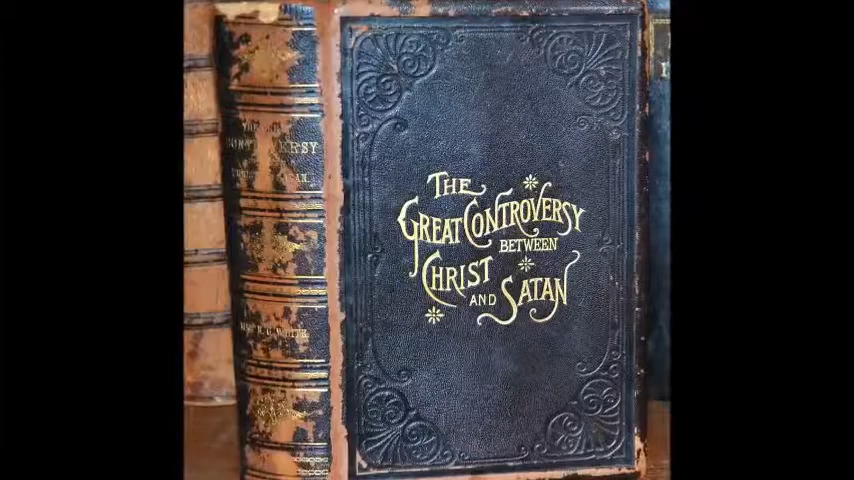 THE
GREAT CONTROVERSY
BETWEEN
CHRIST
AND SATAN